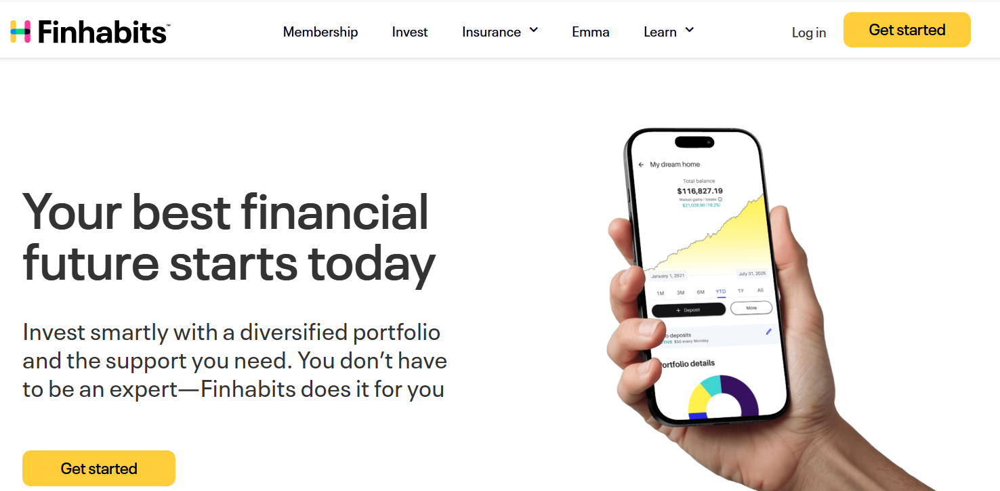 Finhabits™
Membership
Invest
Insurance
Emma
Learn
Log in
Get started
Your best financial
future starts today
Invest smartly with a diversified portfolio
and the support you need. You don’t have
to be an expert—Finhabits does it for you
Get started
My dream home
Total balance
$116,827.19
Market gains / losses
$21,028.90 (18.2%)
January 1, 2021
July 31, 2025
1M 3M 6M YTD 1Y All
+ Deposit
More
o deposits
TIVE $50 every Monday
ortfolio details